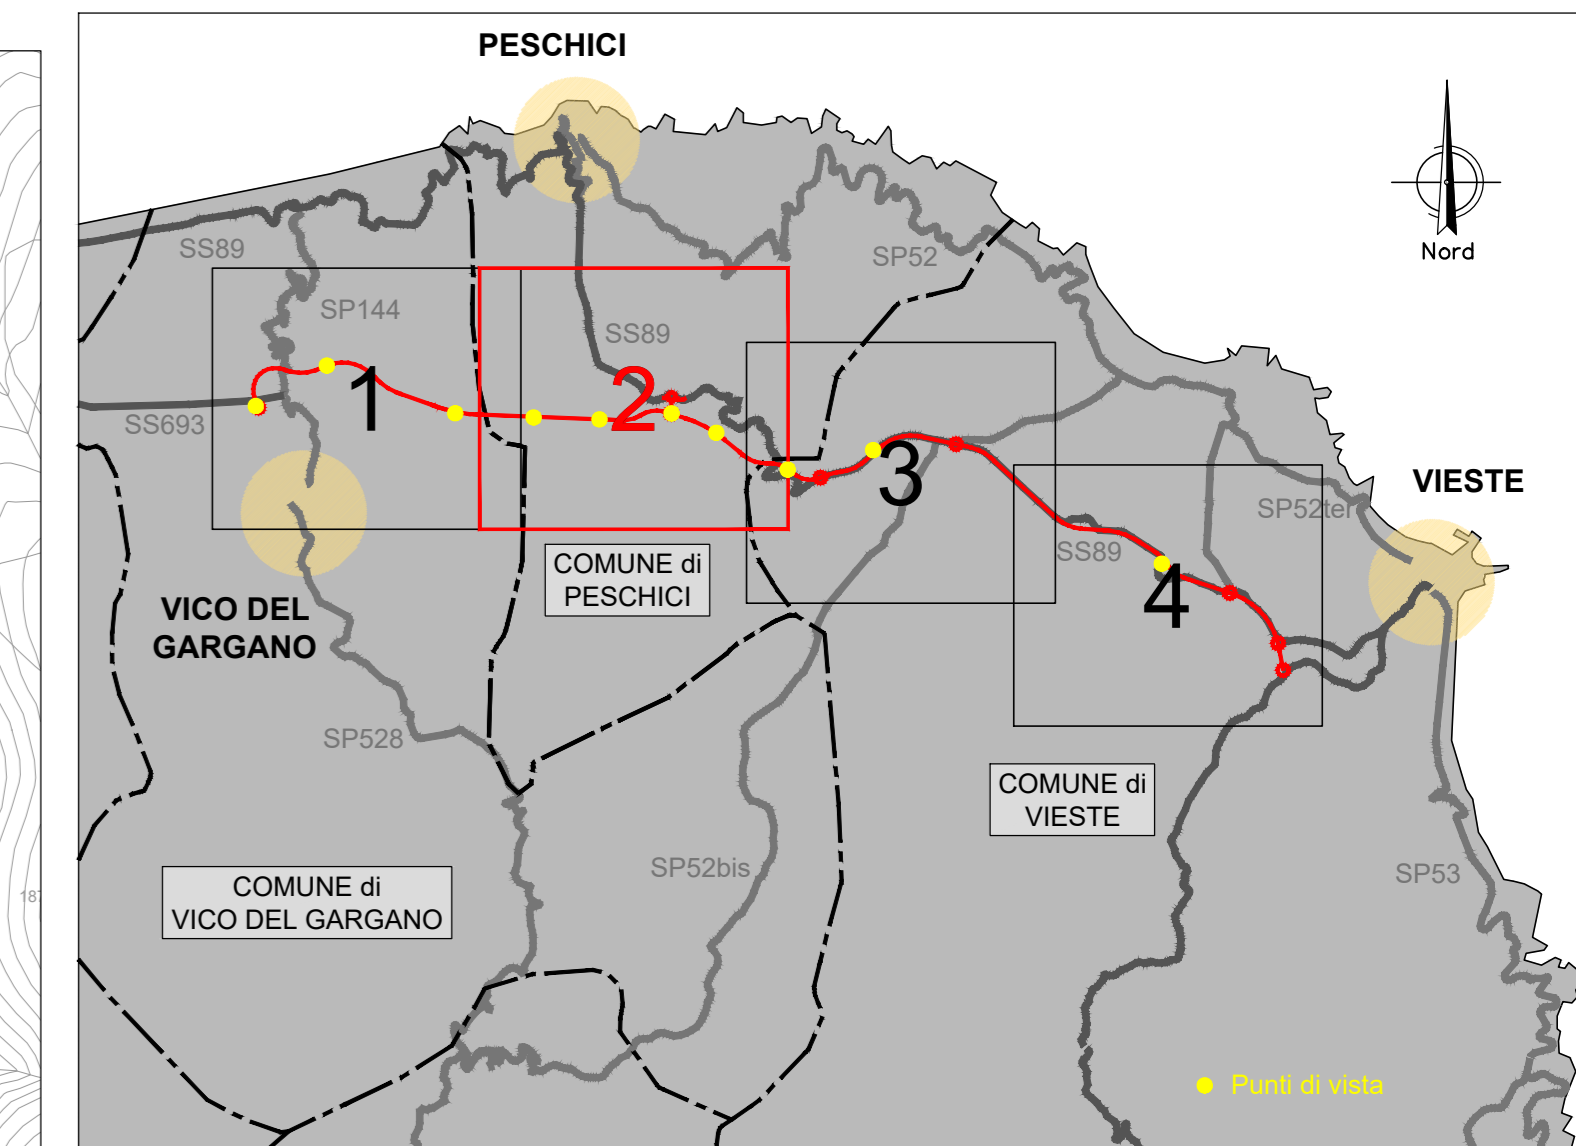 PESCHICI
Nord
SS89
SP52
SP144
SS89
1
2
SS693
3
VIESTE
SP52ter
SS89
COMUNE di
PESCHICI
4
VICO DEL
GARGANO
SP528
COMUNE di
VIESTE
SP52bis
SP53
COMUNE di
VICO DEL GARGANO
Punti di vista